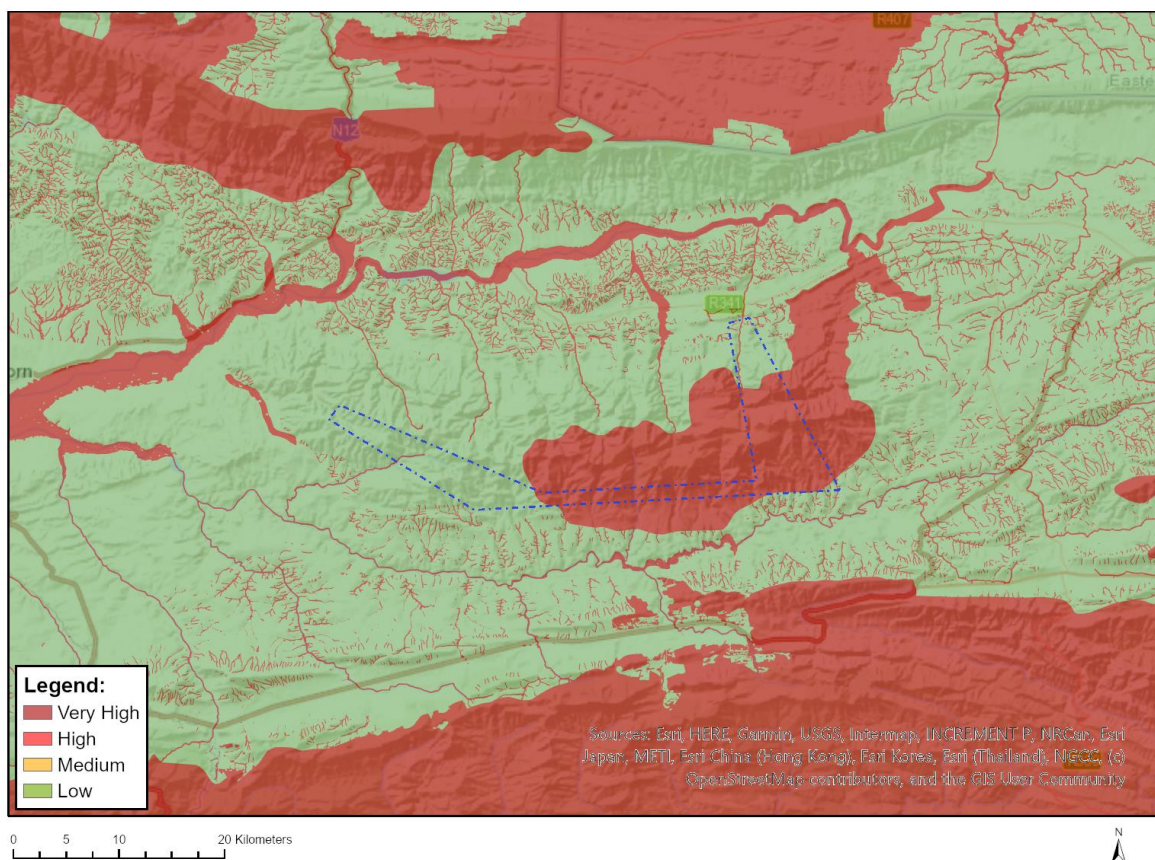 R407
Easte
N12
R341
orn
Legend:
Very High
High
Medium
Low
Sources: Esri, HERE, Garmin, USGS, Intermap, INCREMENT P, NRCan, Esri
Japan, METI, Esri China (Hong Kong), Esri Korea, Esri (Thailand), NGCC, (c)
OpenStreetMap contributors, and the GIS User Community
0 5 10 20 Kilometers
N